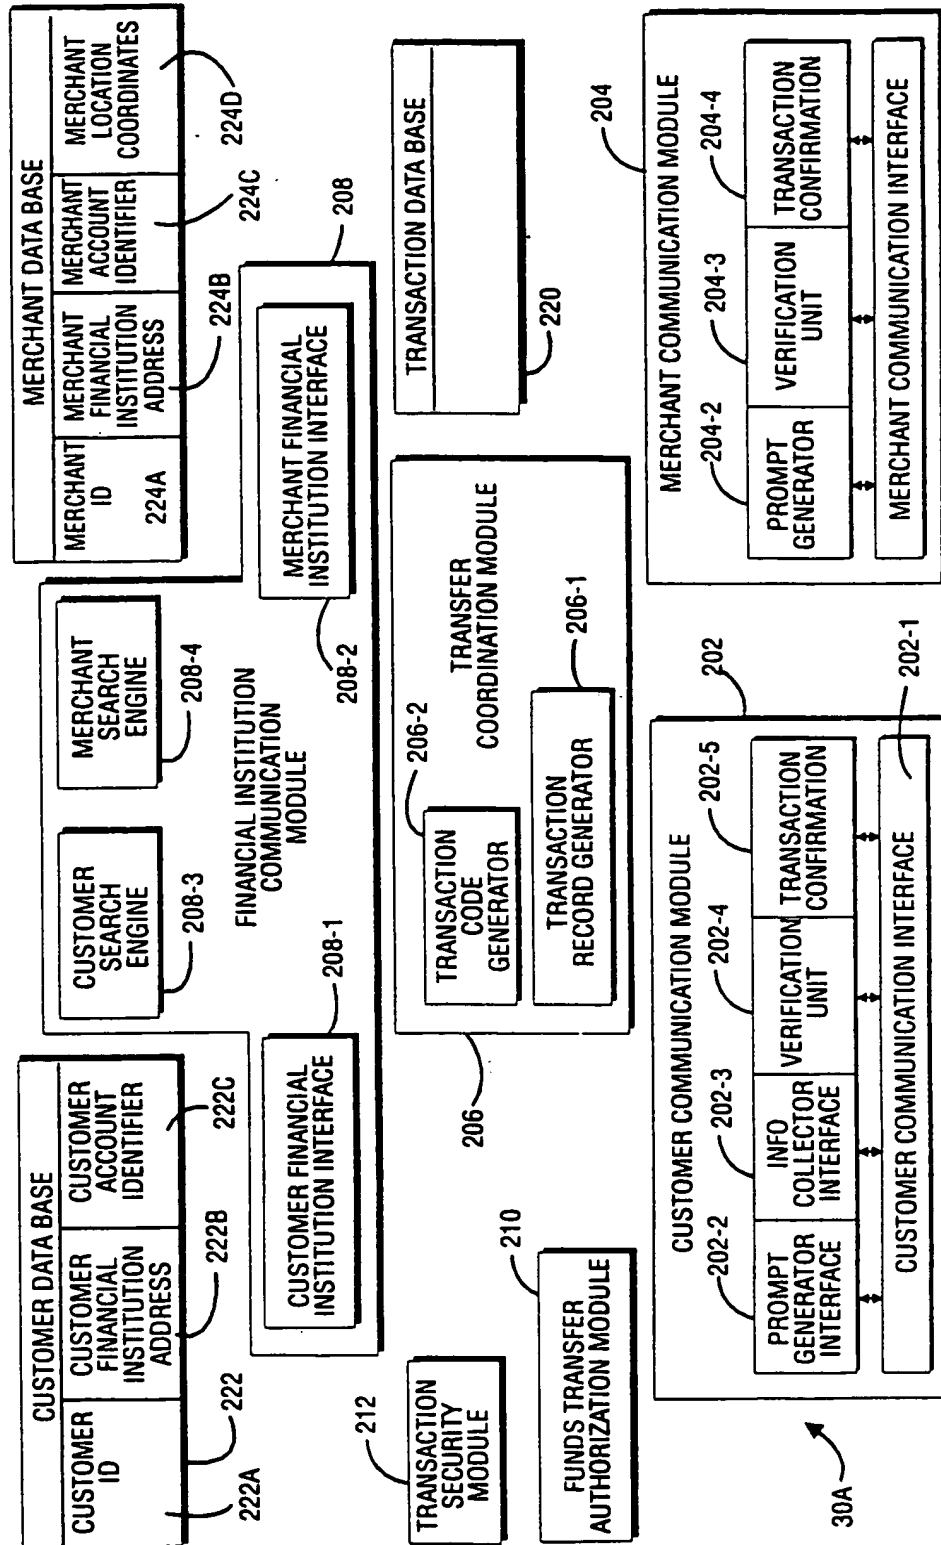 CUSTOMER DATA BASE
CUSTOMER
ID
222A
CUSTOMER
FINANCIAL
INSTITUTION
ADDRESS
222B
CUSTOMER
ACCOUNT
IDENTIFIER
222C
222
CUSTOMER
SEARCH
ENGINE
208-3
MERCHANT
SEARCH
ENGINE
208-4
FINANCIAL INSTITUTION
COMMUNICATION
MODULE
CUSTOMER FINANCIAL
INSTITUTION INTERFACE
208-1
MERCHANT FINANCIAL
INSTITUTION INTERFACE
208-2
208
MERCHANT DATA BASE
MERCHANT
ID
224A
MERCHANT
FINANCIAL
INSTITUTION
ADDRESS
224B
MERCHANT
ACCOUNT
IDENTIFIER
224C
MERCHANT
LOCATION
COORDINATES
224D
TRANSACTION
SECURITY
MODULE
212
FUNDS TRANSFER
AUTHORIZATION MODULE
210
206
TRANSACTION
CODE
GENERATOR
206-2
TRANSFER
COORDINATION MODULE
TRANSACTION
RECORD GENERATOR
206-1
TRANSACTION DATA BASE
220
30A
CUSTOMER COMMUNICATION MODULE
202
202-2
202-3
202-4
202-5
PROMPT
GENERATOR
INTERFACE
INFO
COLLECTOR
INTERFACE
VERIFICATION
UNIT
TRANSACTION
CONFIRMATION
CUSTOMER COMMUNICATION INTERFACE
202-1
MERCHANT COMMUNICATION MODULE
204
204-2
204-3
204-4
PROMPT
GENERATOR
VERIFICATION
UNIT
TRANSACTION
CONFIRMATION
MERCHANT COMMUNICATION INTERFACE